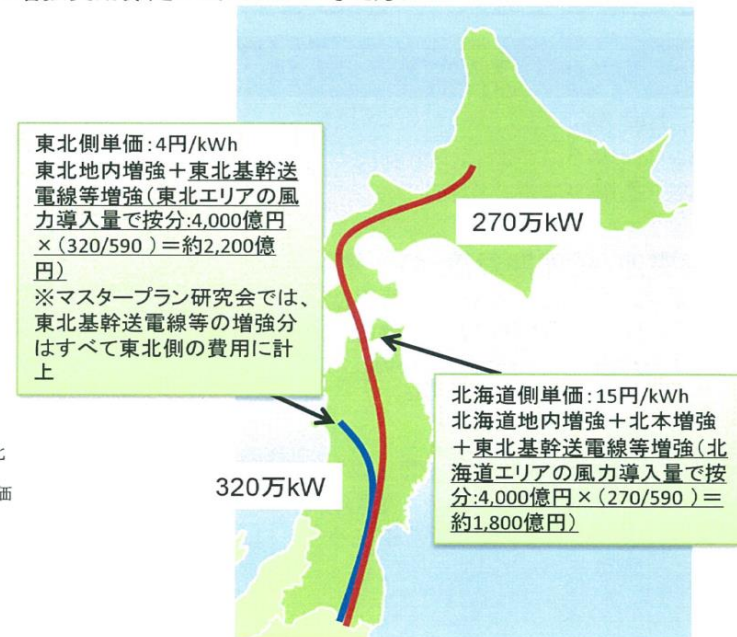 東北側単価:4円/kWh
東北地内増強+東北基幹送
電線等増強(東北エリアの風
力導入量で按分:4,000億円
×(320/590 )=約2,200億
円)
※マスタープラン研究会では、
東北基幹送電線等の増強分
はすべて東北側の費用に計
上
270万kW
北海道側単価:15円/kWh
北海道地内増強+北本増強
+東北基幹送電線等増強(北
海道エリアの風力導入量で按
分:4,000億円×(270/590 )=
約1,800億円)
320万kW
価